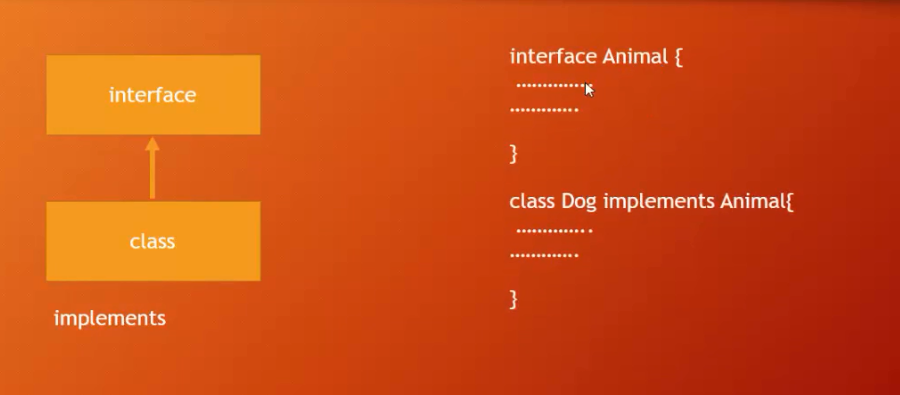 interface
class
implements
interface Animal {
..............
.............
}
class Dog implements Animal{
..............
.............
}